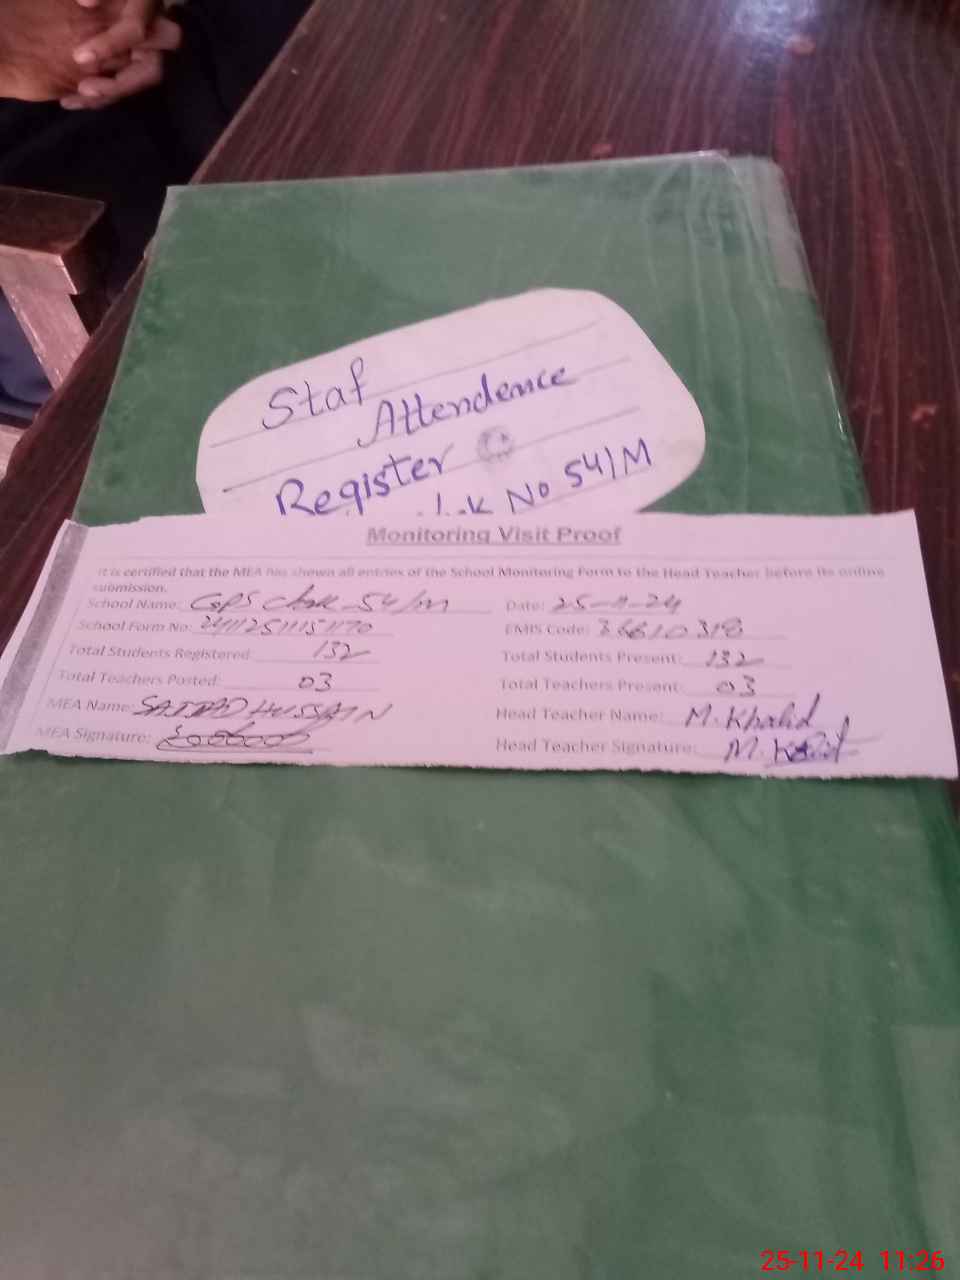 Staf
Attendence
Register
No 54/M
Monitoring Visit Proof
It is certified that the MEA has shown all entries of the School Monitoring Form to the Head Teacher before its online
submission.
School Name: GPS Chak 54/M Date: 25-11-24
School Form No: EMIS Code: 36610318
Total Students Registered: 132 Total Students Present: 132
Total Teachers Posted: 03 Total Teachers Present: 03
MEA Name: SAJJAD HUSSAIN Head Teacher Name: M. Khalid
MEA Signature: Head Teacher Signature: M. Khalid
25-11-24 11:26